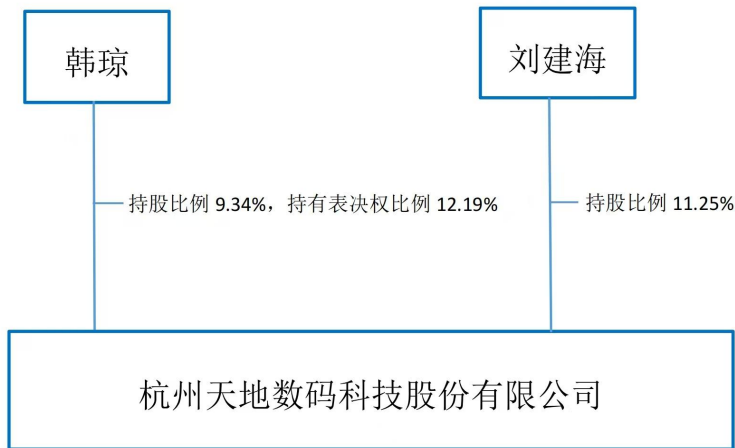 韩琼
刘建海
持股比例 9.34%，持有表决权比例 12.19%
持股比例 11.25%
杭州天地数码科技股份有限公司